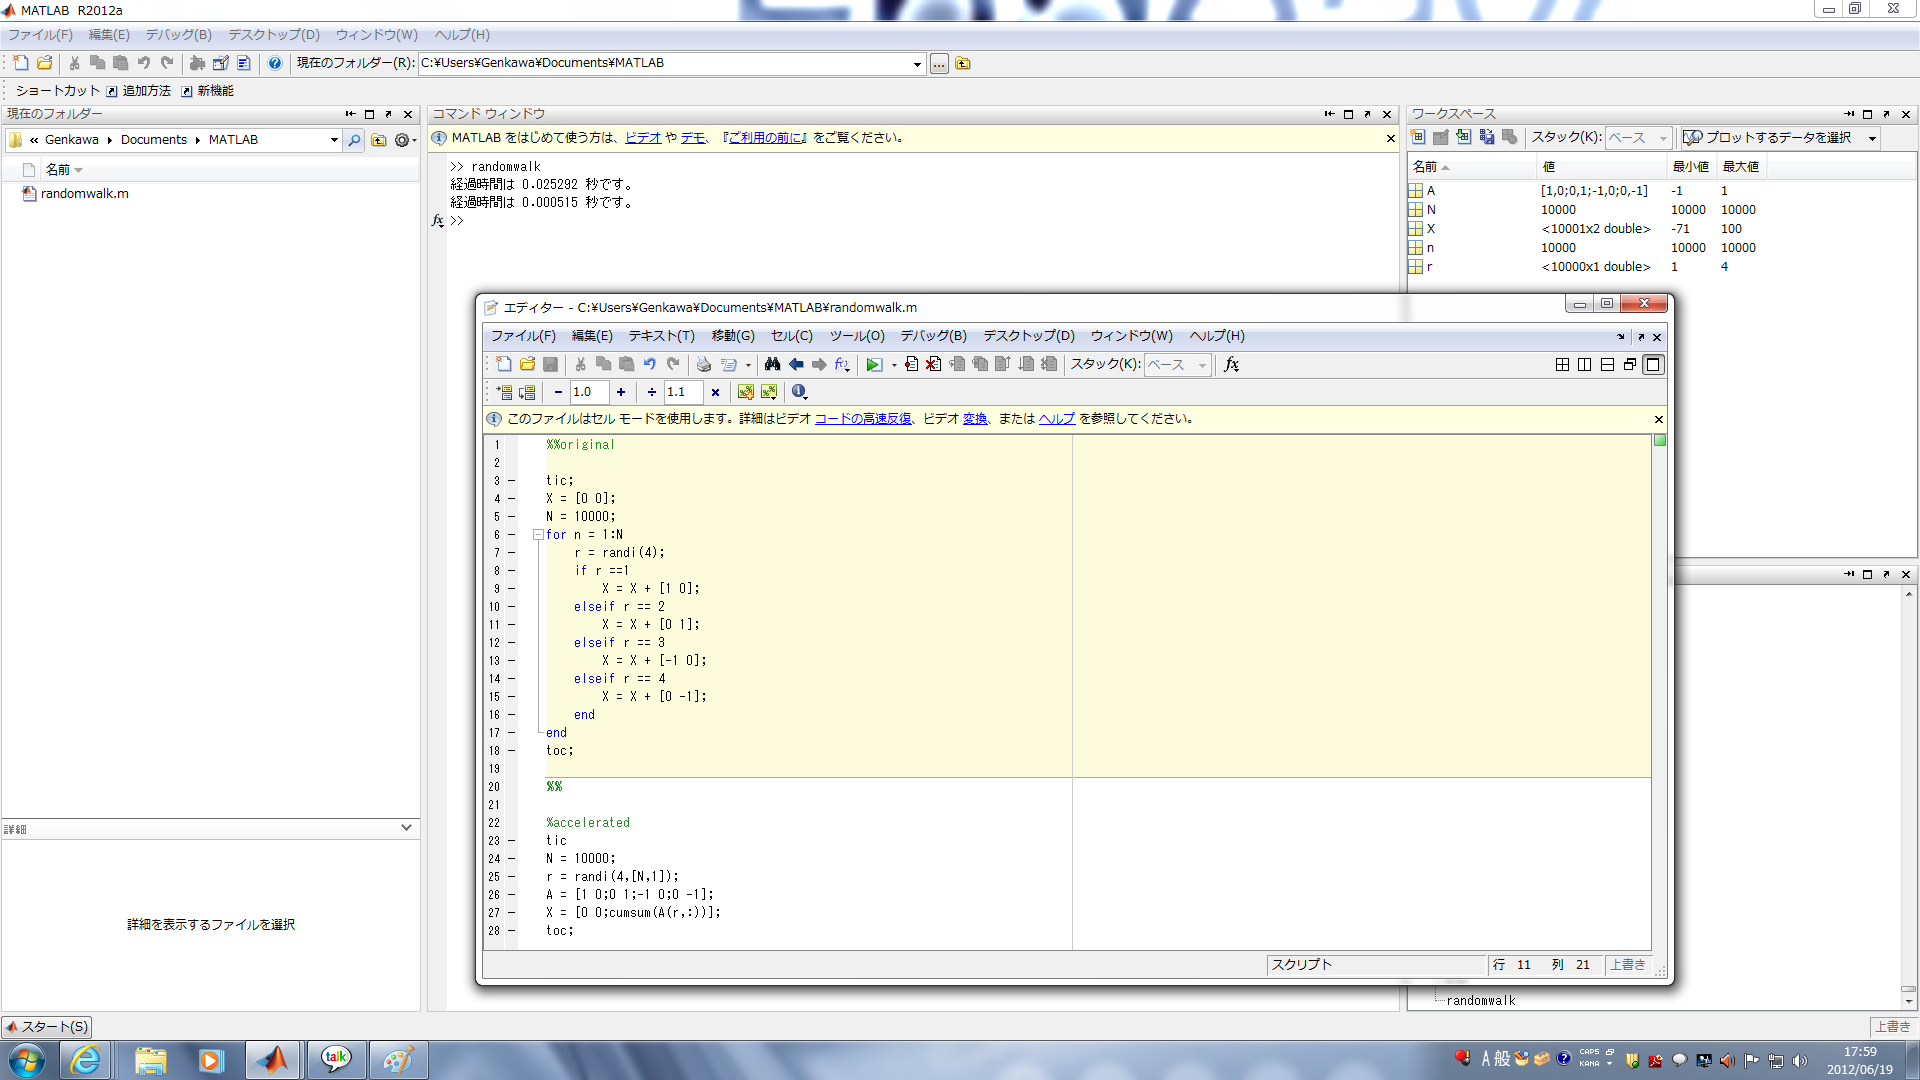 MATLAB R2012a
ファイル(F) 編集(E) デバッグ(B) デスクトップ(D) ウィンドウ(W) ヘルプ(H)
現在のフォルダー(R): C:¥Users¥Genkawa¥Documents¥MATLAB
ショートカット 追加方法 新機能
現在のフォルダー
« Genkawa Documents MATLAB
名前
randomwalk.m
詳細
詳細を表示するファイルを選択
コマンド ウィンドウ
MATLAB をはじめて使う方は、ビデオ や デモ、『ご利用の前に』をご覧ください。
>> randomwalk
経過時間は 0.025292 秒です。
経過時間は 0.000515 秒です。
fx >>
ワークスペース
スタック(K): ベース プロットするデータを選択
名前 値 最小値 最大値
A [1,0;0,1;-1,0;0,-1] -1 1
N 10000 10000 10000
X <10001x2 double> -71 100
n 10000 10000 10000
r <10000x1 double> 1 4
エディター - C:¥Users¥Genkawa¥Documents¥MATLAB¥randomwalk.m
ファイル(F) 編集(E) テキスト(T) 移動(G) セル(C) ツール(O) デバッグ(B) デスクトップ(D) ウィンドウ(W) ヘルプ(H)
スタック(K): ベース fx
− 1.0 + ÷ 1.1 ×
このファイルはセル モードを使用します。詳細はビデオ コードの高速反復、ビデオ 変換、または ヘルプ を参照してください。
1 %%original
2
3 tic;
4 X = [0 0];
5 N = 10000;
6 for n = 1:N
7 r = randi(4);
8 if r ==1
9 X = X + [1 0];
10 elseif r == 2
11 X = X + [0 1];
12 elseif r == 3
13 X = X + [-1 0];
14 elseif r == 4
15 X = X + [0 -1];
16 end
17 end
18 toc;
19
20 %%
21
22 %accelerated
23 tic
24 N = 10000;
25 r = randi(4,[N,1]);
26 A = [1 0;0 1;-1 0;0 -1];
27 X = [0 0;cumsum(A(r,:))];
28 toc;
スクリプト 行 11 列 21 上書き
randomwalk
スタート(S) 上書き
talk
A 般 CAPS KANA
17:59
2012/06/19